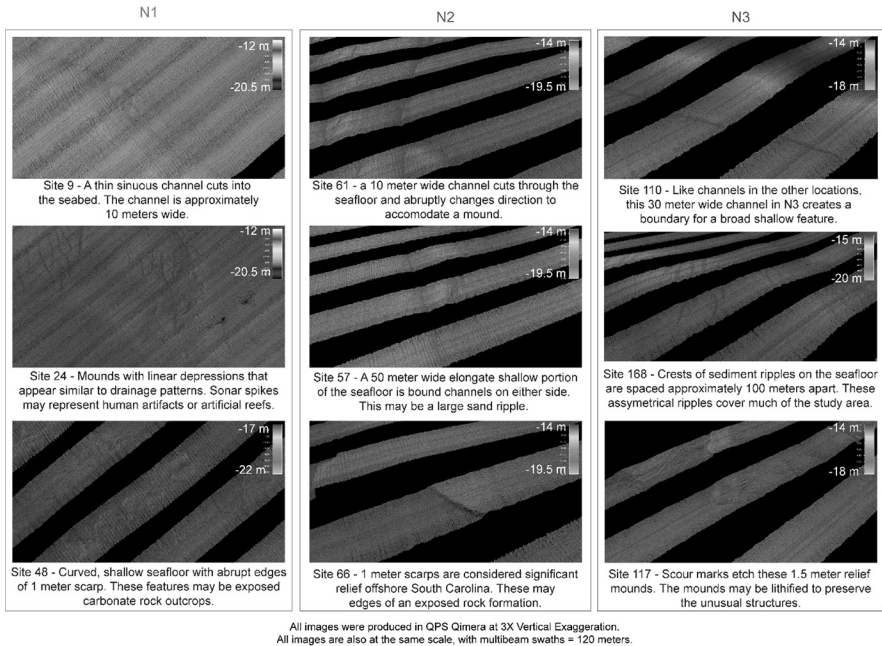 N1
N2
N3
-12 m
-20.5 m
Site 9 - A thin sinuous channel cuts into
the seabed. The channel is approximately
10 meters wide.
-14 m
-19.5 m
Site 61 - a 10 meter wide channel cuts through the
seafloor and abruptly changes direction to
accomodate a mound.
-14 m
-18 m
Site 110 - Like channels in the other locations,
this 30 meter wide channel in N3 creates a
boundary for a broad shallow feature.
-12 m
-20.5 m
Site 24 - Mounds with linear depressions that
appear similar to drainage patterns. Sonar spikes
may represent human artifacts or artificial reefs.
-14 m
-19.5 m
Site 57 - A 50 meter wide elongate shallow portion
of the seafloor is bound channels on either side.
This may be a large sand ripple.
-15 m
-20 m
Site 168 - Crests of sediment ripples on the seafloor
are spaced approximately 100 meters apart. These
assymetrical ripples cover much of the study area.
-17 m
-22 m
Site 48 - Curved, shallow seafloor with abrupt edges
of 1 meter scarp. These features may be exposed
carbonate rock outcrops.
-14 m
-19.5 m
Site 66 - 1 meter scarps are considered significant
relief offshore South Carolina. These may
edges of an exposed rock formation.
-14 m
-18 m
Site 117 - Scour marks etch these 1.5 meter relief
mounds. The mounds may be lithified to preserve
the unusual structures.
All images were produced in QPS Qimera at 3X Vertical Exaggeration.
All images are also at the same scale, with multibeam swaths = 120 meters.